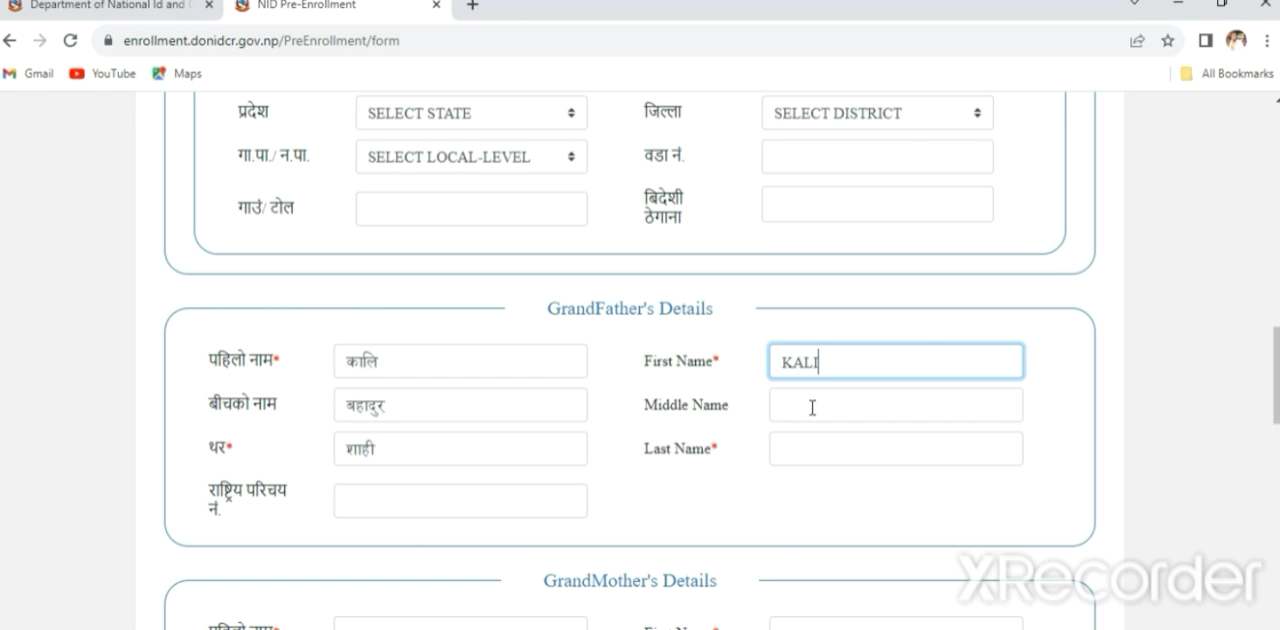 Department of National Id and
NID Pre-Enrollment
enrollment.donidcr.gov.np/PreEnrollment/form
Gmail YouTube Maps All Bookmarks
प्रदेश SELECT STATE जिल्ला SELECT DISTRICT
गा.पा./ न.पा. SELECT LOCAL-LEVEL वडा नं.
गाउं/ टोल बिदेशी
ठेगाना
GrandFather's Details
पहिलो नाम* कालि First Name* KALI
बीचको नाम बहादुर Middle Name
थर* शाही Last Name*
राष्ट्रिय परिचय
नं.
GrandMother's Details
XRecorder